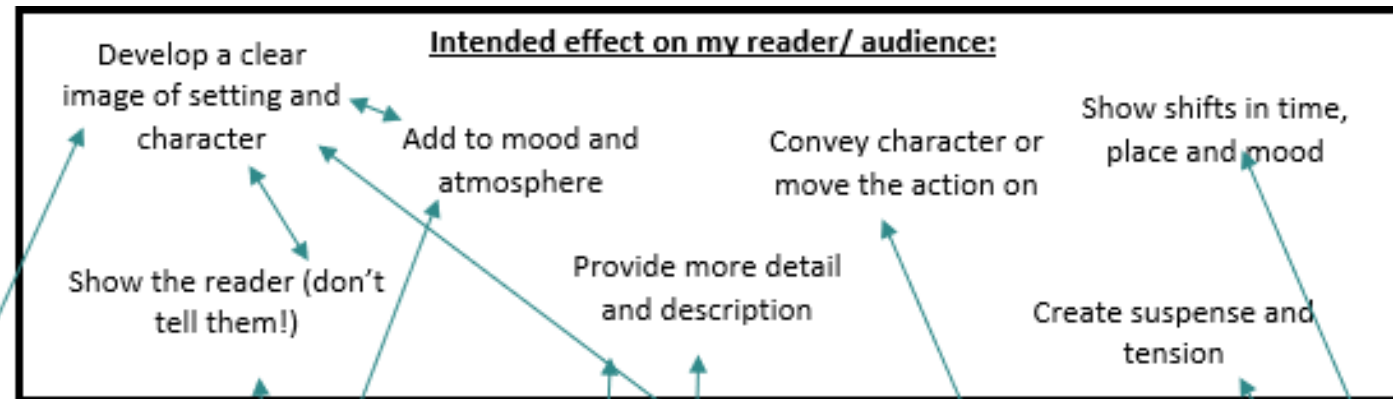 Intended effect on my reader/ audience:
Develop a clear
image of setting and
character
Add to mood and
atmosphere
Convey character or
move the action on
Show shifts in time,
place and mood
Show the reader (don’t
tell them!)
Provide more detail
and description
Create suspense and
tension